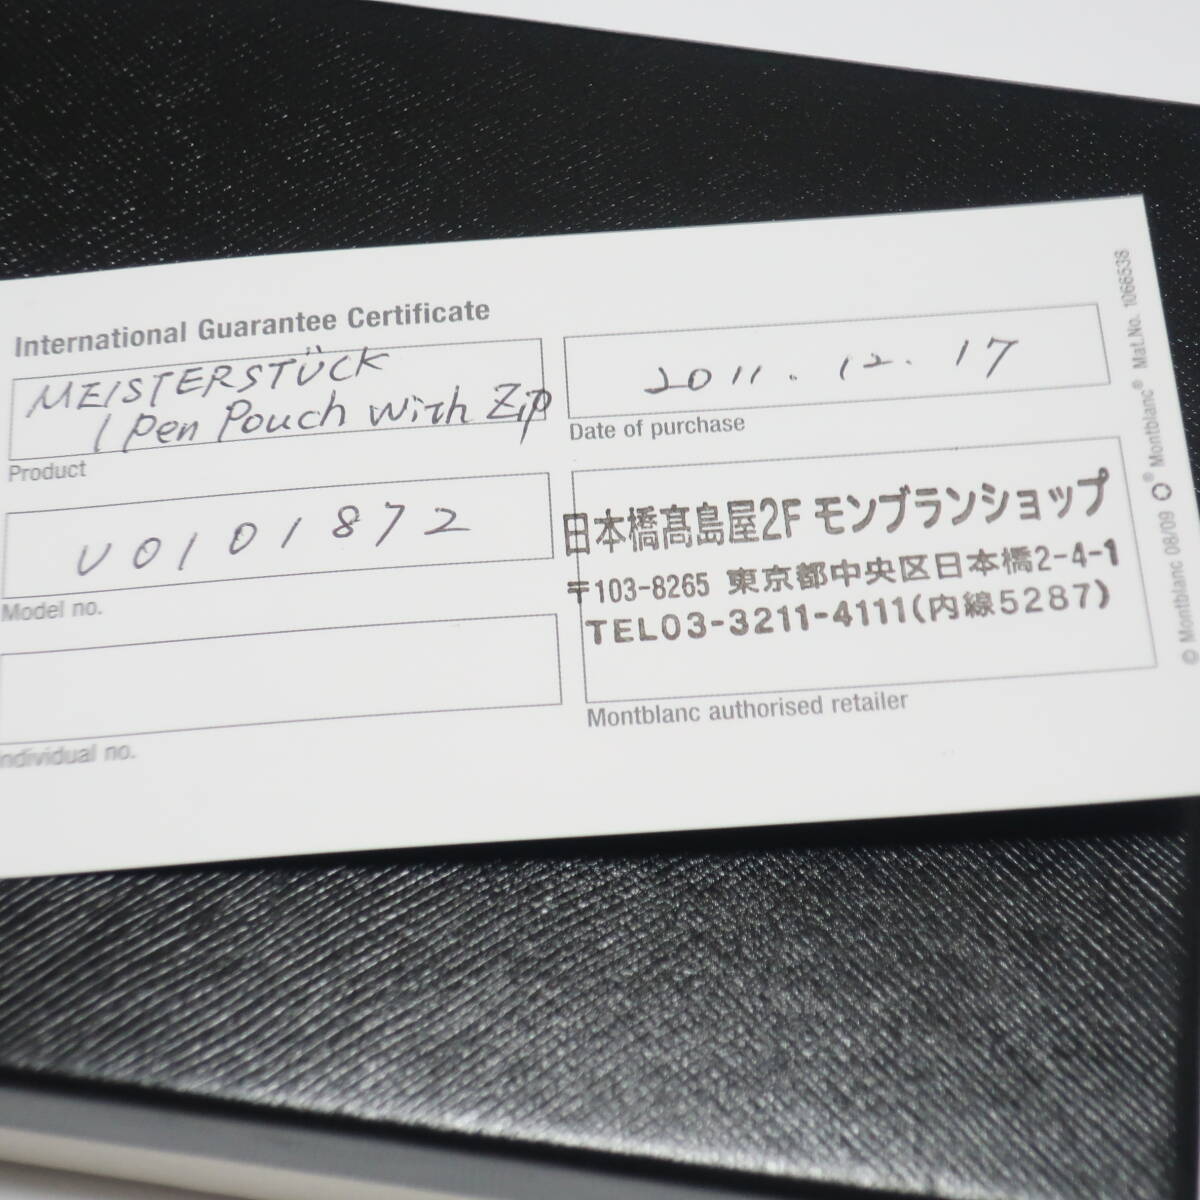 International Guarantee Certificate
MEISTERSTÜCK
1 Pen Pouch with Zip
Product
2011.12.17
Date of purchase
U0101872
Model no.
日本橋髙島屋2F モンブランショップ
〒103-8265 東京都中央区日本橋2-4-1
TEL03-3211-4111(内線5287)
Montblanc authorised retailer
Individual no.
© Montblanc 08/09 ® Montblanc® Mat.No. 1066538